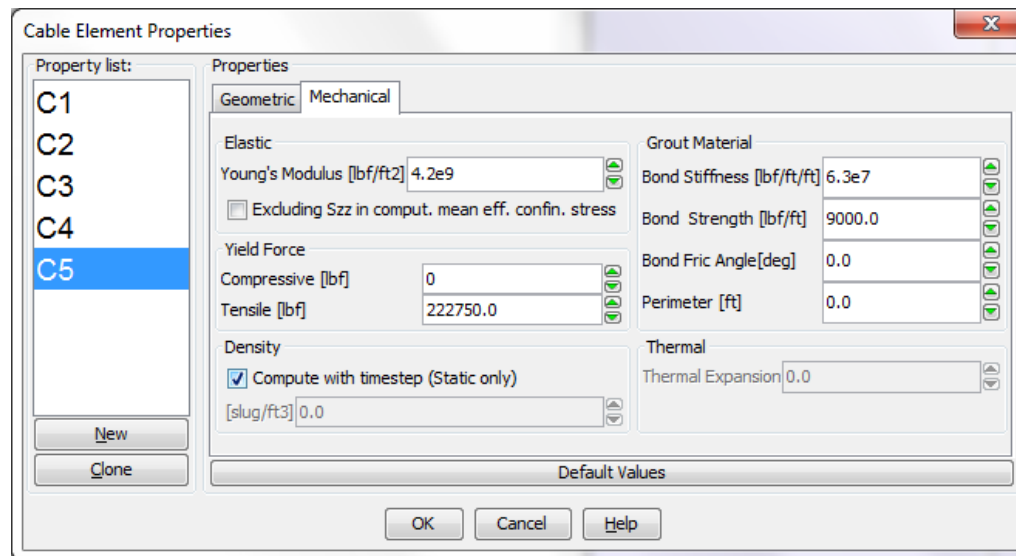 Cable Element Properties
Property list:
C1
C2
C3
C4
C5
New
Clone
Properties
Geometric Mechanical
Elastic
Young's Modulus [lbf/ft2] 4.2e9
Excluding Szz in comput. mean eff. confin. stress
Yield Force
Compressive [lbf] 0
Tensile [lbf] 222750.0
Density
Compute with timestep (Static only)
[slug/ft3] 0.0
Grout Material
Bond Stiffness [lbf/ft/ft] 6.3e7
Bond Strength [lbf/ft] 9000.0
Bond Fric Angle[deg] 0.0
Perimeter [ft] 0.0
Thermal
Thermal Expansion 0.0
Default Values
OK Cancel Help